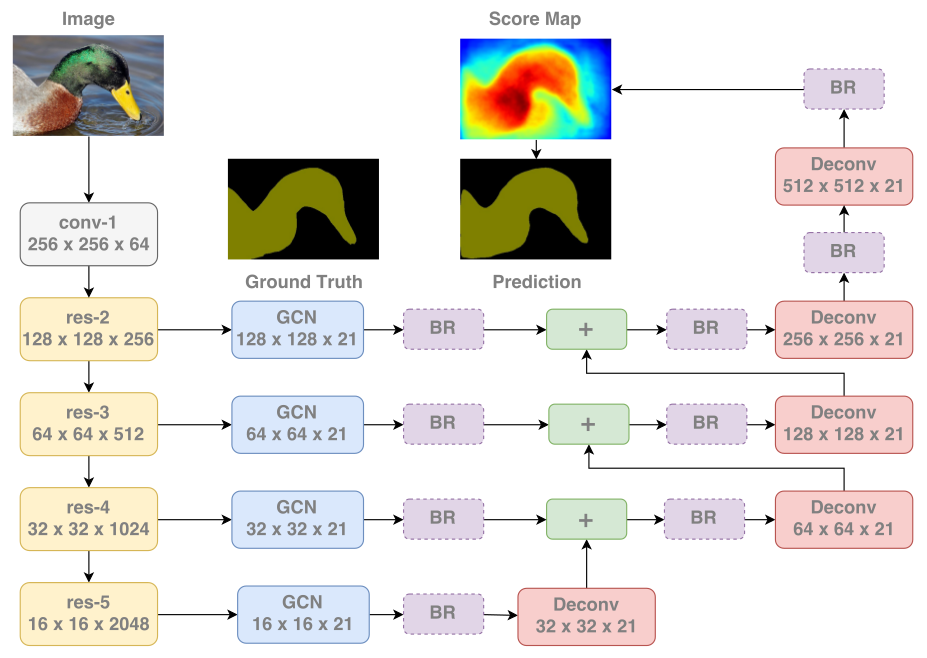 Image
Score Map
BR
Deconv
512 x 512 x 21
conv-1
256 x 256 x 64
BR
Ground Truth
Prediction
res-2
128 x 128 x 256
GCN
128 x 128 x 21
BR
+
BR
Deconv
256 x 256 x 21
res-3
64 x 64 x 512
GCN
64 x 64 x 21
BR
+
BR
Deconv
128 x 128 x 21
res-4
32 x 32 x 1024
GCN
32 x 32 x 21
BR
+
BR
Deconv
64 x 64 x 21
res-5
16 x 16 x 2048
GCN
16 x 16 x 21
BR
Deconv
32 x 32 x 21